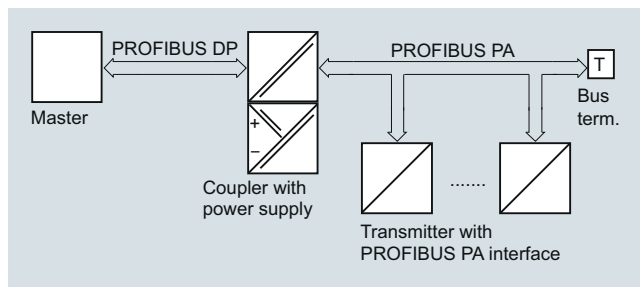 PROFIBUS DP
PROFIBUS PA
T
Master
Bus
term.
+
–
Coupler with
power supply
.......
Transmitter with
PROFIBUS PA interface